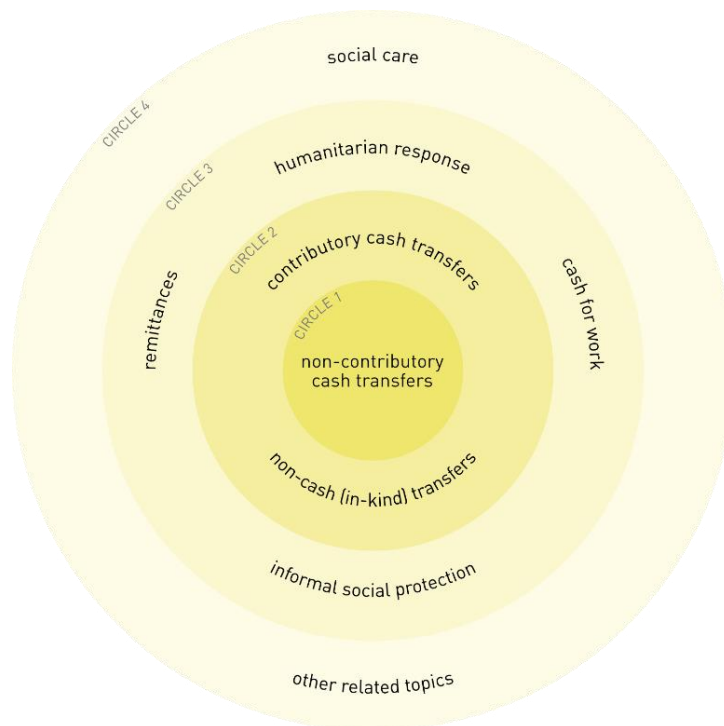 social care
CIRCLE 4
humanitarian response
CIRCLE 3
CIRCLE 2
contributory cash transfers
remittances
cash for work
CIRCLE 1
non-contributory
cash transfers
non-cash (in-kind) transfers
informal social protection
other related topics